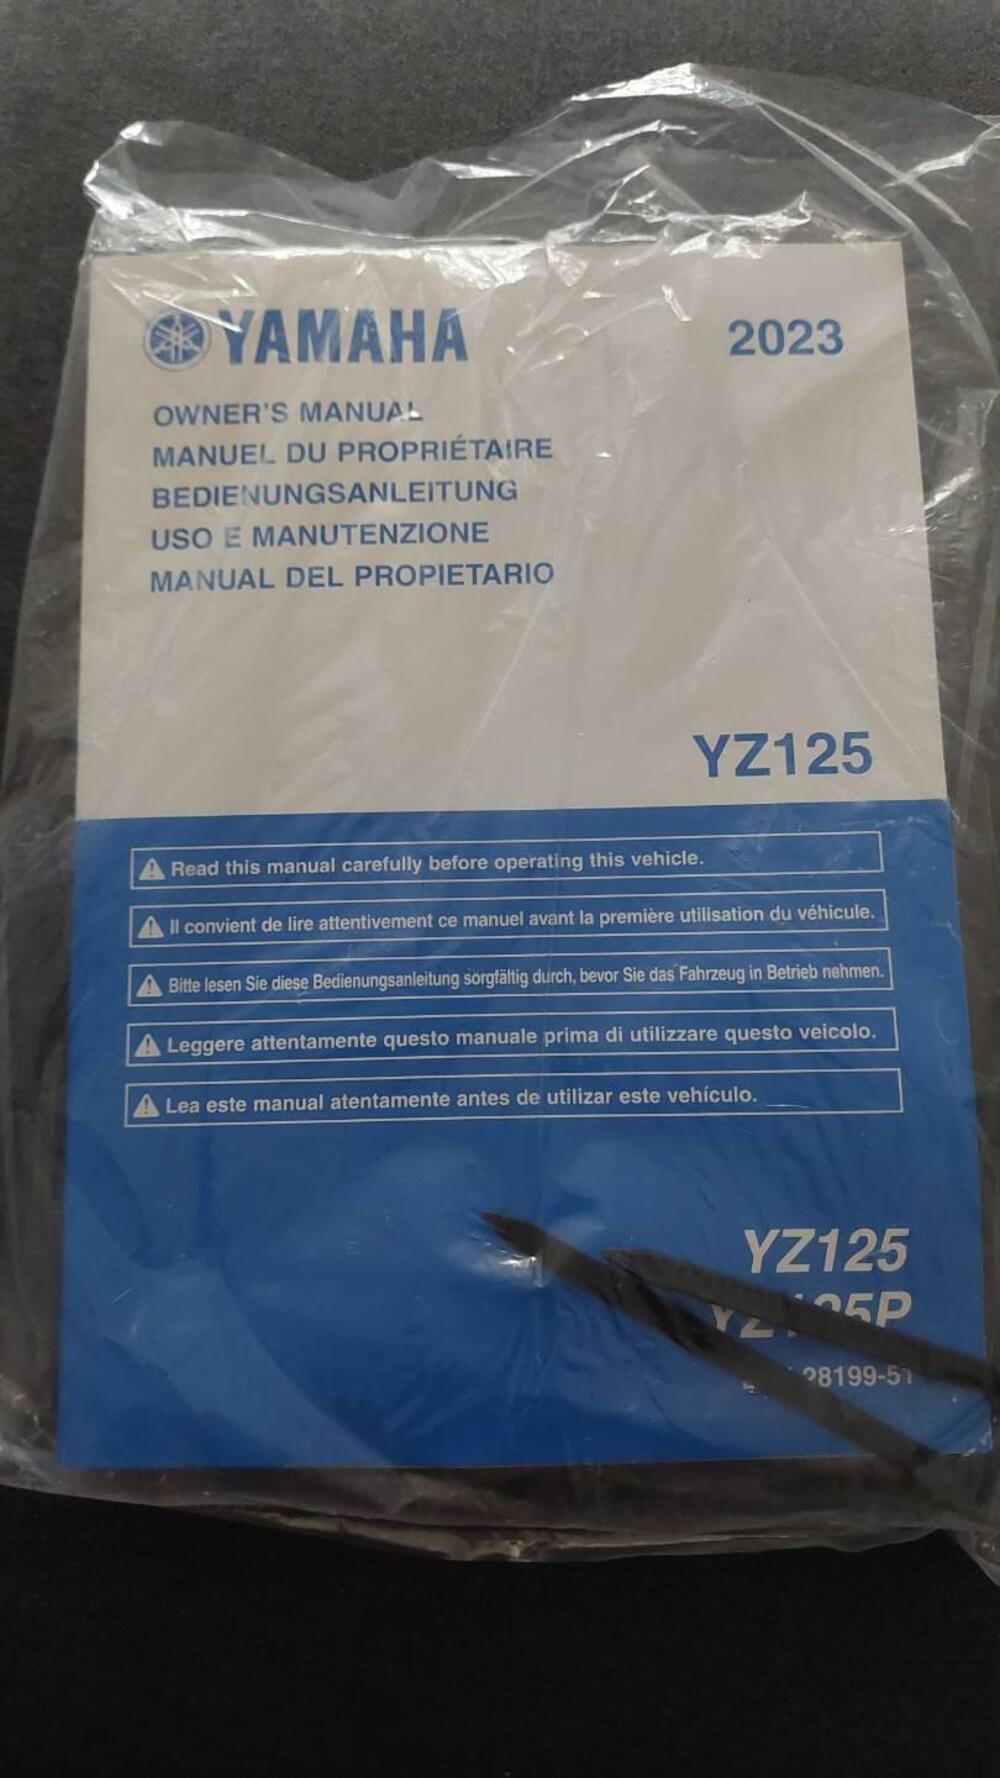 YAMAHA
2023
OWNER'S MANUAL
MANUEL DU PROPRIÉTAIRE
BEDIENUNGSANLEITUNG
USO E MANUTENZIONE
MANUAL DEL PROPIETARIO
YZ125
Read this manual carefully before operating this vehicle.
Il convient de lire attentivement ce manuel avant la première utilisation du véhicule.
Bitte lesen Sie diese Bedienungsanleitung sorgfältig durch, bevor Sie das Fahrzeug in Betrieb nehmen.
Leggere attentamente questo manuale prima di utilizzare questo veicolo.
Lea este manual atentamente antes de utilizar este vehículo.
YZ125
YZ125P